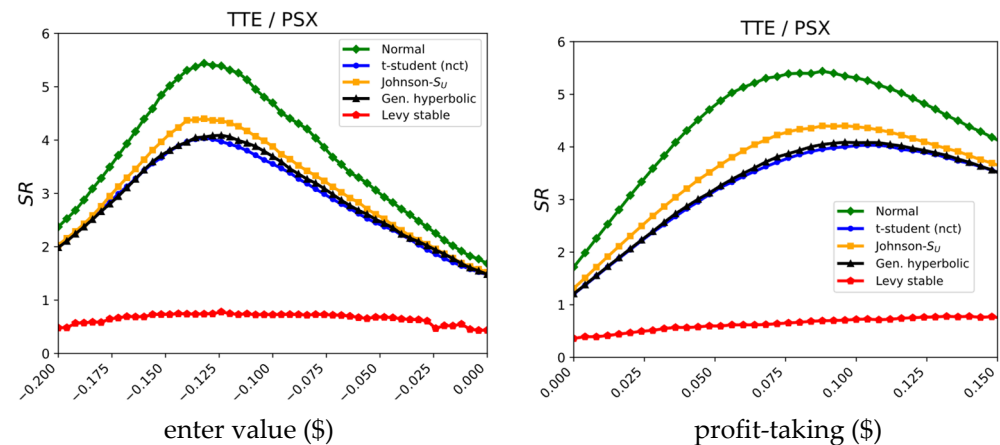 TTE / PSX
SR
6
5
4
3
2
1
0
Normal
t-student (nct)
Johnson-S_U
Gen. hyperbolic
Levy stable
−0.200
−0.175
−0.150
−0.125
−0.100
−0.075
−0.050
−0.025
0.000
enter value ($)
TTE / PSX
SR
6
5
4
3
2
1
0
Normal
t-student (nct)
Johnson-S_U
Gen. hyperbolic
Levy stable
0.000
0.025
0.050
0.075
0.100
0.125
0.150
profit-taking ($)